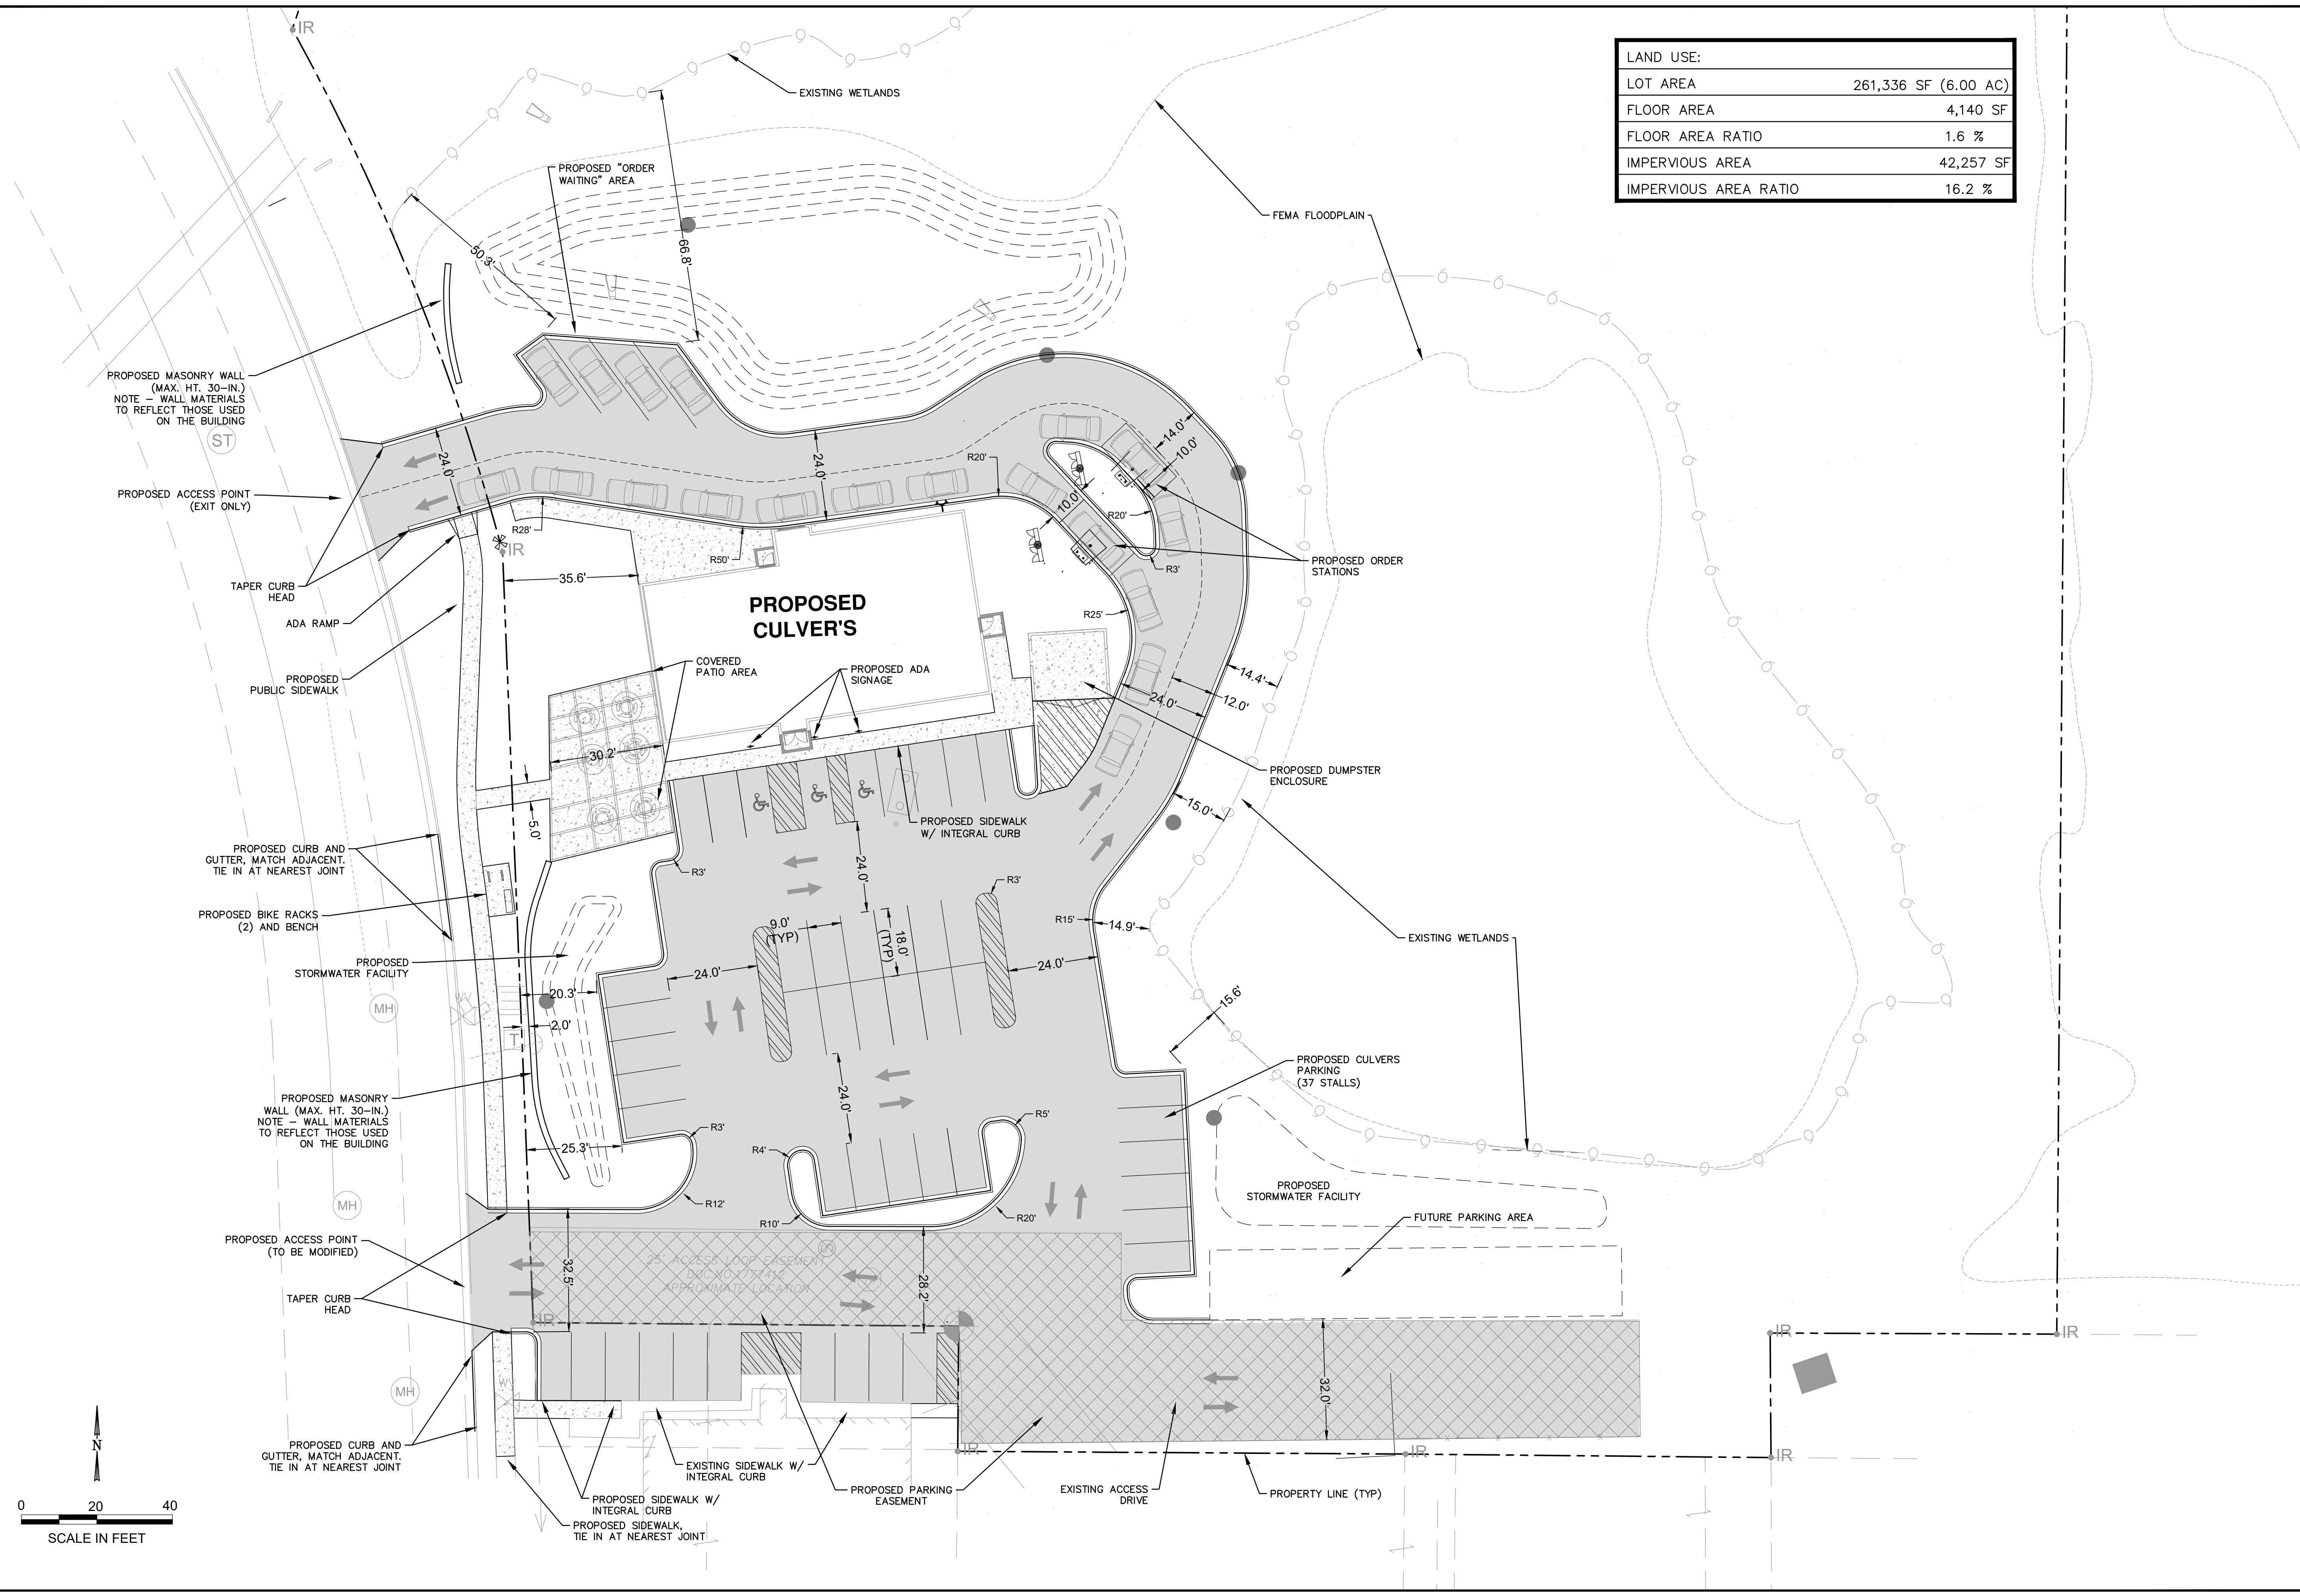 IR
EXISTING WETLANDS
LAND USE:
LOT AREA 261,336 SF (6.00 AC)
FLOOR AREA 4,140 SF
FLOOR AREA RATIO 1.6 %
IMPERVIOUS AREA 42,257 SF
IMPERVIOUS AREA RATIO 16.2 %
PROPOSED "ORDER
WAITING" AREA
FEMA FLOODPLAIN
50.3'
66.8'
PROPOSED MASONRY WALL
(MAX. HT. 30-IN.)
NOTE - WALL MATERIALS
TO REFLECT THOSE USED
ON THE BUILDING
ST
24.0'
24.0'
R20'
14.0'
10.0'
10.0'
R20'
PROPOSED ACCESS POINT
(EXIT ONLY)
R28'
R50'
IR
R3'
PROPOSED ORDER
STATIONS
35.6'
TAPER CURB
HEAD
PROPOSED
CULVER'S
R25'
ADA RAMP
COVERED
PATIO AREA
PROPOSED ADA
SIGNAGE
PROPOSED
PUBLIC SIDEWALK
14.4'
24.0'
12.0'
30.2'
PROPOSED DUMPSTER
ENCLOSURE
15.0'
5.0'
PROPOSED SIDEWALK
W/ INTEGRAL CURB
PROPOSED CURB AND
GUTTER, MATCH ADJACENT.
TIE IN AT NEAREST JOINT
24.0'
R3'
R3'
PROPOSED BIKE RACKS
(2) AND BENCH
9.0'
(TYP)
18.0'
(TYP)
R15'
14.9'
EXISTING WETLANDS
PROPOSED
STORMWATER FACILITY
24.0'
24.0'
20.3'
15.6'
MH
WV
2.0'
T
PROPOSED CULVERS
PARKING
(37 STALLS)
24.0'
PROPOSED MASONRY
WALL (MAX. HT. 30-IN.)
NOTE - WALL MATERIALS
TO REFLECT THOSE USED
ON THE BUILDING
R3'
R5'
25.3'
R4'
PROPOSED
STORMWATER FACILITY
MH
R12'
R10'
R20'
FUTURE PARKING AREA
PROPOSED ACCESS POINT
(TO BE MODIFIED)
32.5'
25' ACCESS LOOP EASEMENT
DOC.NO.1777412
APPROXIMATE LOCATION
S
28.2'
TAPER CURB
HEAD
IR
IR
IR
MH
WV
32.0'
N
PROPOSED CURB AND
GUTTER, MATCH ADJACENT.
TIE IN AT NEAREST JOINT
EXISTING SIDEWALK W/
INTEGRAL CURB
IR
IR
IR
PROPOSED PARKING
EASEMENT
EXISTING ACCESS
DRIVE
PROPERTY LINE (TYP)
PROPOSED SIDEWALK W/
INTEGRAL CURB
PROPOSED SIDEWALK,
TIE IN AT NEAREST JOINT
0 20 40
SCALE IN FEET